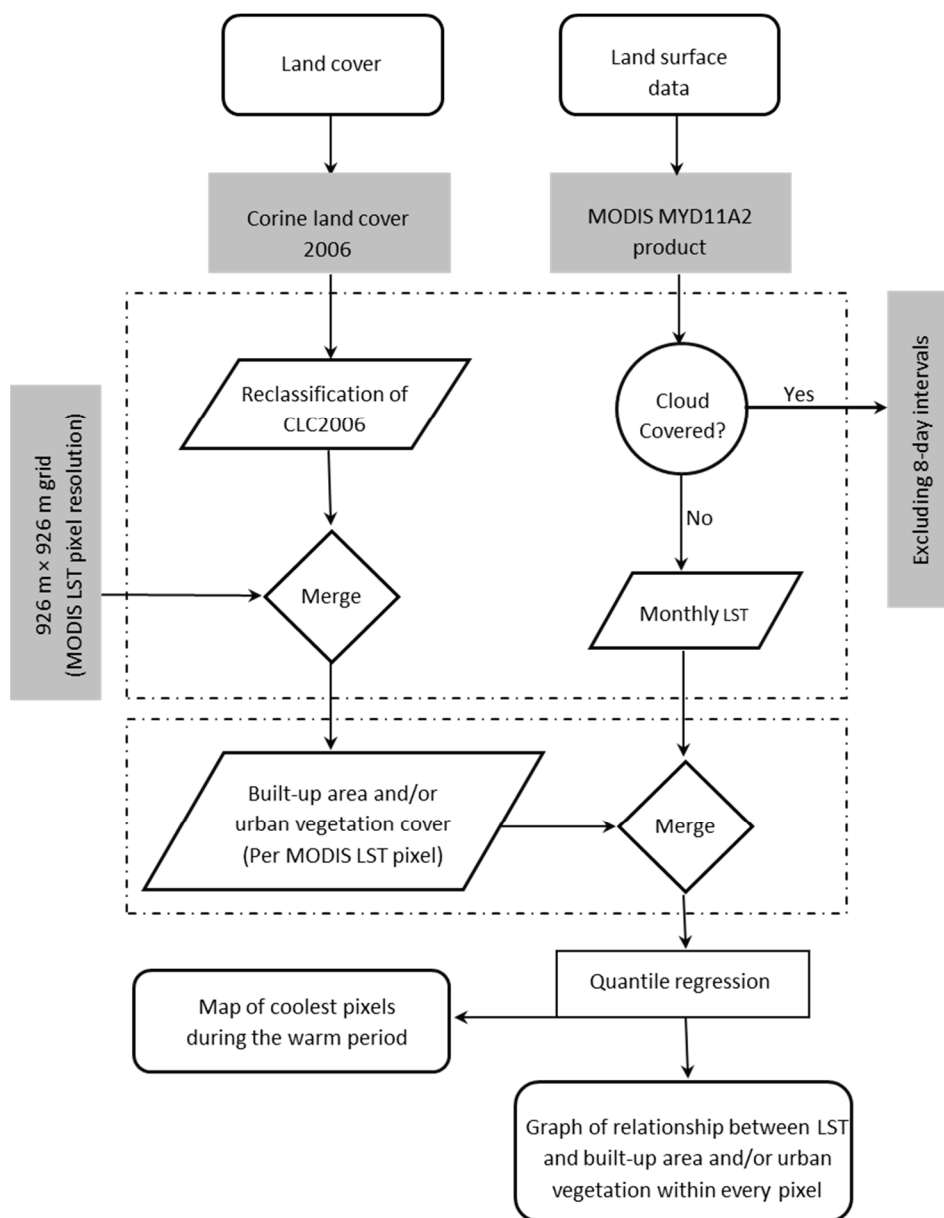 Land cover
Land surface
data
Corine land cover
2006
MODIS MYD11A2
product
Reclassification of
CLC2006
Cloud
Covered?
Yes
Excluding 8-day intervals
No
926 m × 926 m grid
(MODIS LST pixel resolution)
Merge
Monthly LST
Built-up area and/or
urban vegetation cover
(Per MODIS LST pixel)
Merge
Quantile regression
Map of coolest pixels
during the warm period
Graph of relationship between LST
and built-up area and/or urban
vegetation within every pixel